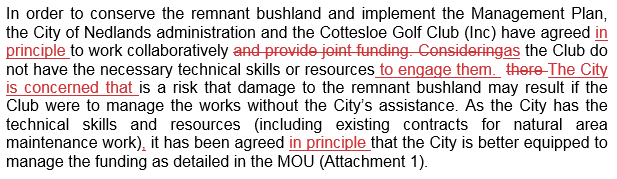 In order to conserve the remnant bushland and implement the Management Plan,
the City of Nedlands administration and the Cottesloe Golf Club (Inc) have agreed in
principle to work collaboratively and provide joint funding. Consideringas the Club do
not have the necessary technical skills or resources to engage them. there The City
is concerned that is a risk that damage to the remnant bushland may result if the
Club were to manage the works without the City's assistance. As the City has the
technical skills and resources (including existing contracts for natural area
maintenance work), it has been agreed in principle that the City is better equipped to
manage the funding as detailed in the MOU (Attachment 1).